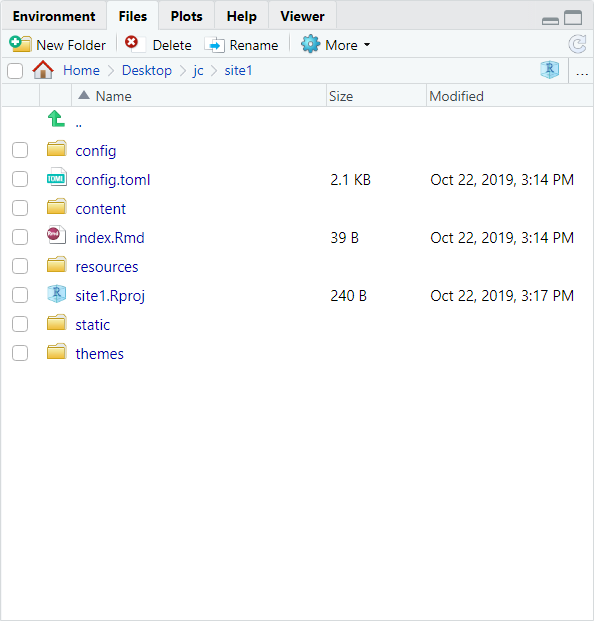 Environment Files Plots Help Viewer
New Folder Delete Rename More
Home Desktop jc site1 R ...
Name Size Modified
..
config
TOML config.toml 2.1 KB Oct 22, 2019, 3:14 PM
content
Rmd index.Rmd 39 B Oct 22, 2019, 3:14 PM
resources
R site1.Rproj 240 B Oct 22, 2019, 3:17 PM
static
themes